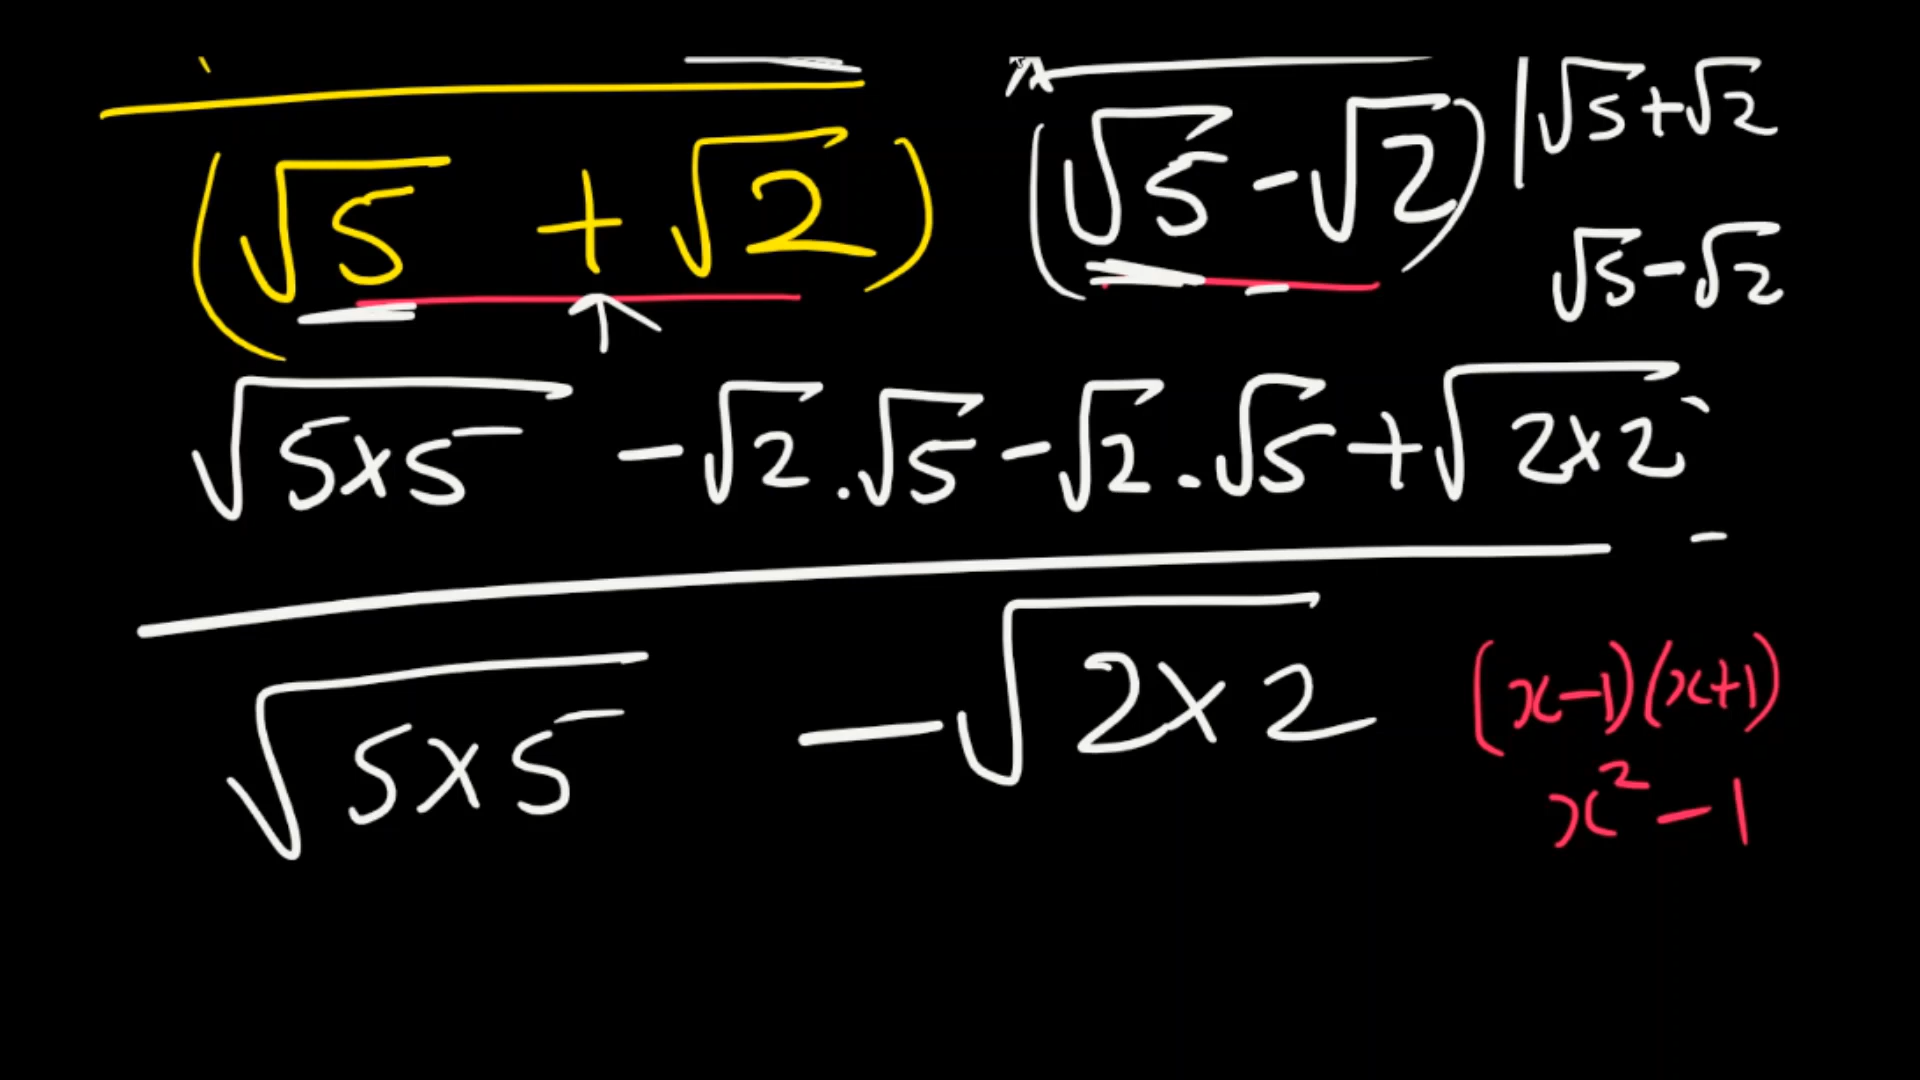 (√5 + √2) (√5 - √2) | √5+√2
√5-√2
√5x5 - √2 . √5 - √2 . √5 + √2x2
√5x5 - √2x2
(x-1)(x+1)
x² - 1